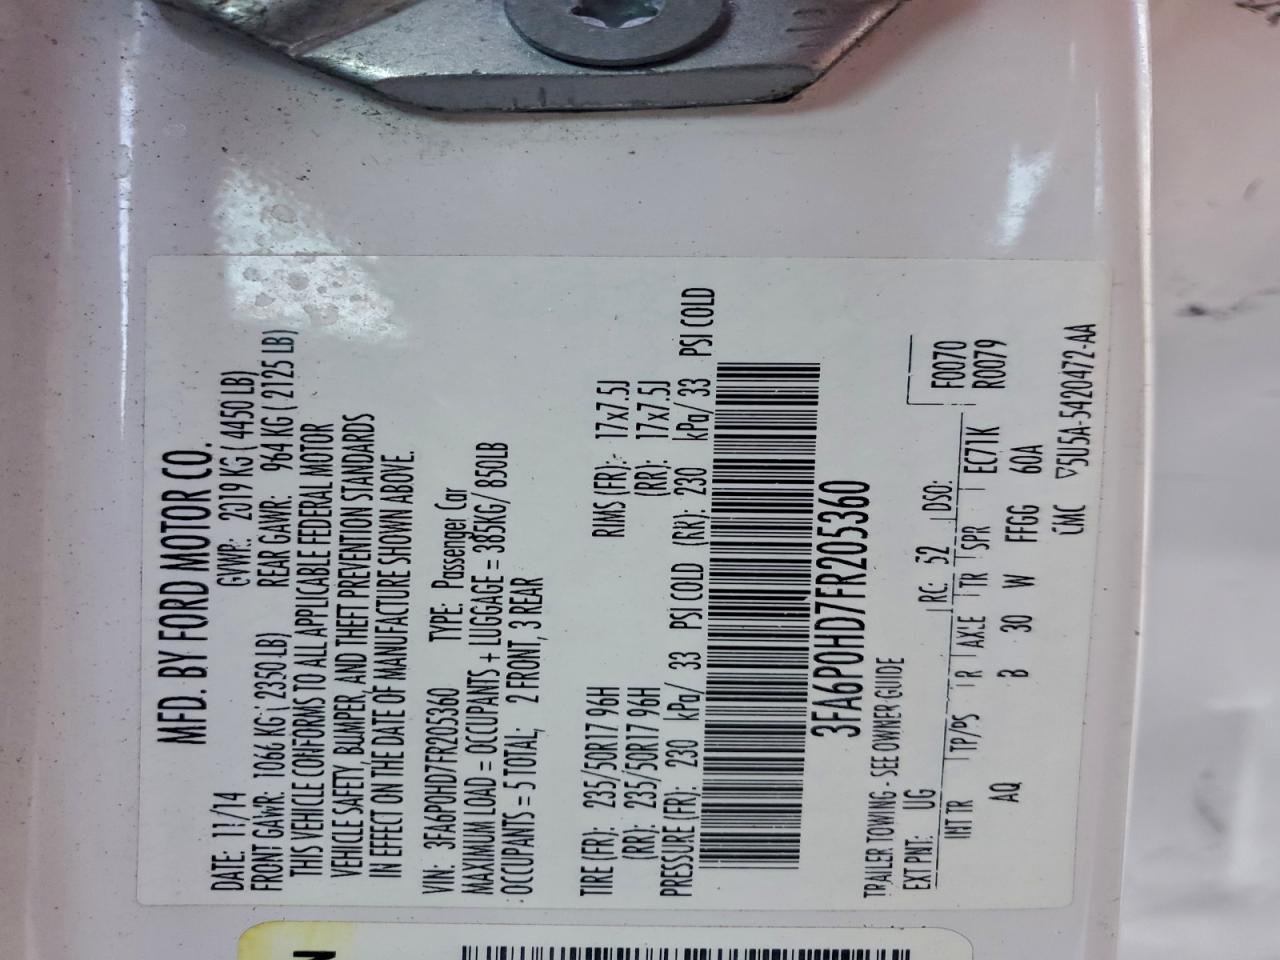 MFD. BY FORD MOTOR CO.
DATE: 11/14 GVWR: 2019 KG ( 4450 LB)
FRONT GAWR: 1066 KG ( 2350 LB) REAR GAWR: 964 KG ( 2125 LB)
THIS VEHICLE CONFORMS TO ALL APPLICABLE FEDERAL MOTOR
VEHICLE SAFETY, BUMPER, AND THEFT PREVENTION STANDARDS
IN EFFECT ON THE DATE OF MANUFACTURE SHOWN ABOVE.
VIN: 3FA6P0HD7FR205360 TYPE: Passenger Car
MAXIMUM LOAD = OCCUPANTS + LUGGAGE = 385KG/ 850LB
OCCUPANTS = 5 TOTAL, 2 FRONT, 3 REAR
TIRE (FR): 235/50R17 96H RIMS (FR):- 17x7.5J
(RR): 235/50R17 96H (RR): 17x7.5J
PRESSURE (FR): 230 kPa/ 33 PSI COLD (RR): 230 kPa/ 33 PSI COLD
3FA6P0HD7FR205360
TRAILER TOWING - SEE OWNER GUIDE
EXT PNT: UG RC: 52 DSO: F0070
INT TR TP/PS R AXLE TR SPR EC71K R0079
AQ B 30 W FFGG 60A
CMC ▽5U5A-5420472-AA
N